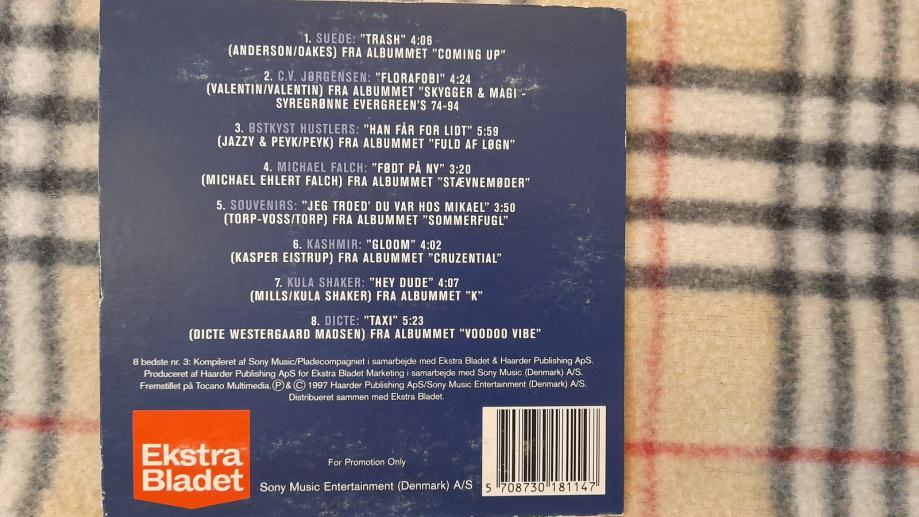 1. SUEDE: "TRASH" 4:06
(ANDERSON/OAKES) FRA ALBUMMET "COMING UP"
2. C.V. JØRGENSEN: "FLORAFOBI" 4:24
(VALENTIN/VALENTIN) FRA ALBUMMET "SKYGGER & MAGI -
SYREGRØNNE EVERGREEN'S 74-94
3. ØSTKYST HUSTLERS: "HAN FÅR FOR LIDT" 5:59
(JAZZY & PEYK/PEYK) FRA ALBUMMET "FULD AF LØGN"
4. MICHAEL FALCH: "FØDT PÅ NY" 3:20
(MICHAEL EHLERT FALCH) FRA ALBUMMET "STÆVNEMØDER"
5. SOUVENIRS: "JEG TROED' DU VAR HOS MIKAEL" 3:50
(TORP-VOSS/TORP) FRA ALBUMMET "SOMMERFUGL"
6. KASHMIR: "GLOOM" 4:02
(KASPER EISTRUP) FRA ALBUMMET "CRUZENTIAL"
7. KULA SHAKER: "HEY DUDE" 4:07
(MILLS/KULA SHAKER) FRA ALBUMMET "K"
8. DICTE: "TAXI" 5:23
(DICTE WESTERGAARD MADSEN) FRA ALBUMMET "VOODOO VIBE"
8 bedste nr. 3: Kompileret af Sony Music/Pladecompagniet i samarbejde med Ekstra Bladet & Haarder Publishing ApS.
Produceret af Haarder Publishing ApS for Ekstra Bladet Marketing i samarbejde med Sony Music (Denmark) A/S.
Fremstillet på Tocano Multimedia. Ⓟ & © 1997 Haarder Publishing ApS/Sony Music Entertainment (Denmark) A/S.
Distribueret sammen med Ekstra Bladet.
Ekstra
Bladet
For Promotion Only
Sony Music Entertainment (Denmark) A/S
5 708730 181147